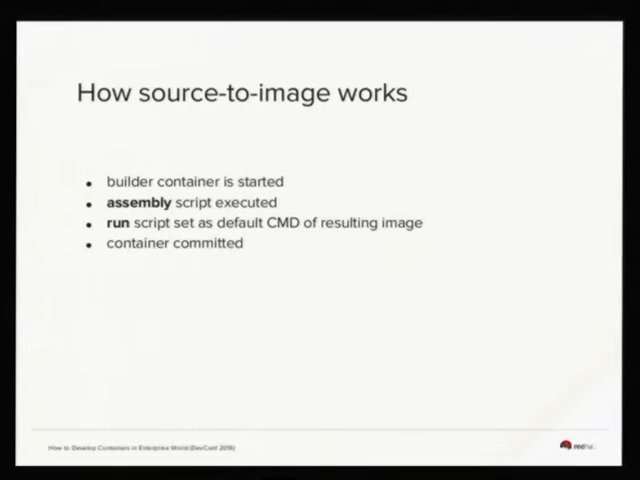 How source-to-image works
• builder container is started
• assembly script executed
• run script set as default CMD of resulting image
• container committed
How to Develop Containers in Enterprise World (DevConf 2016)
redhat